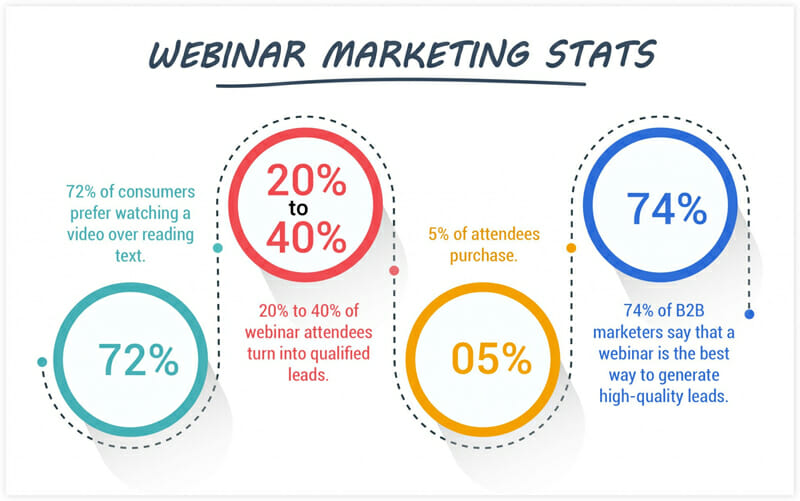 WEBINAR MARKETING STATS
72% of consumers
prefer watching a
video over reading
text.
72%
20%
to
40%
20% to 40% of
webinar attendees
turn into qualified
leads.
5% of attendees
purchase.
05%
74%
74% of B2B
marketers say that a
webinar is the best
way to generate
high-quality leads.